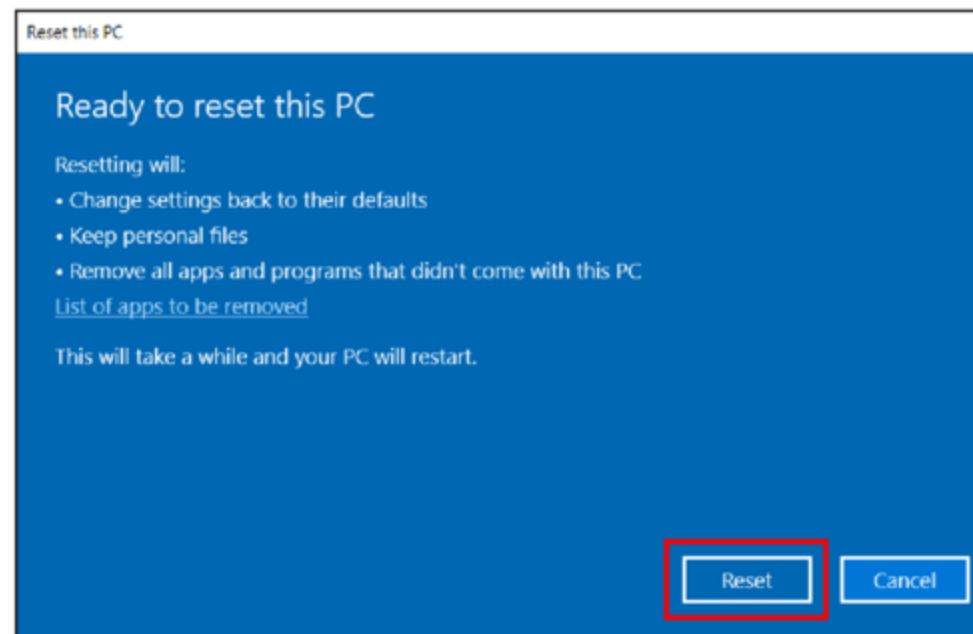 Reset this PC
Ready to reset this PC
Resetting will:
• Change settings back to their defaults
• Keep personal files
• Remove all apps and programs that didn't come with this PC
List of apps to be removed
This will take a while and your PC will restart.
Reset Cancel